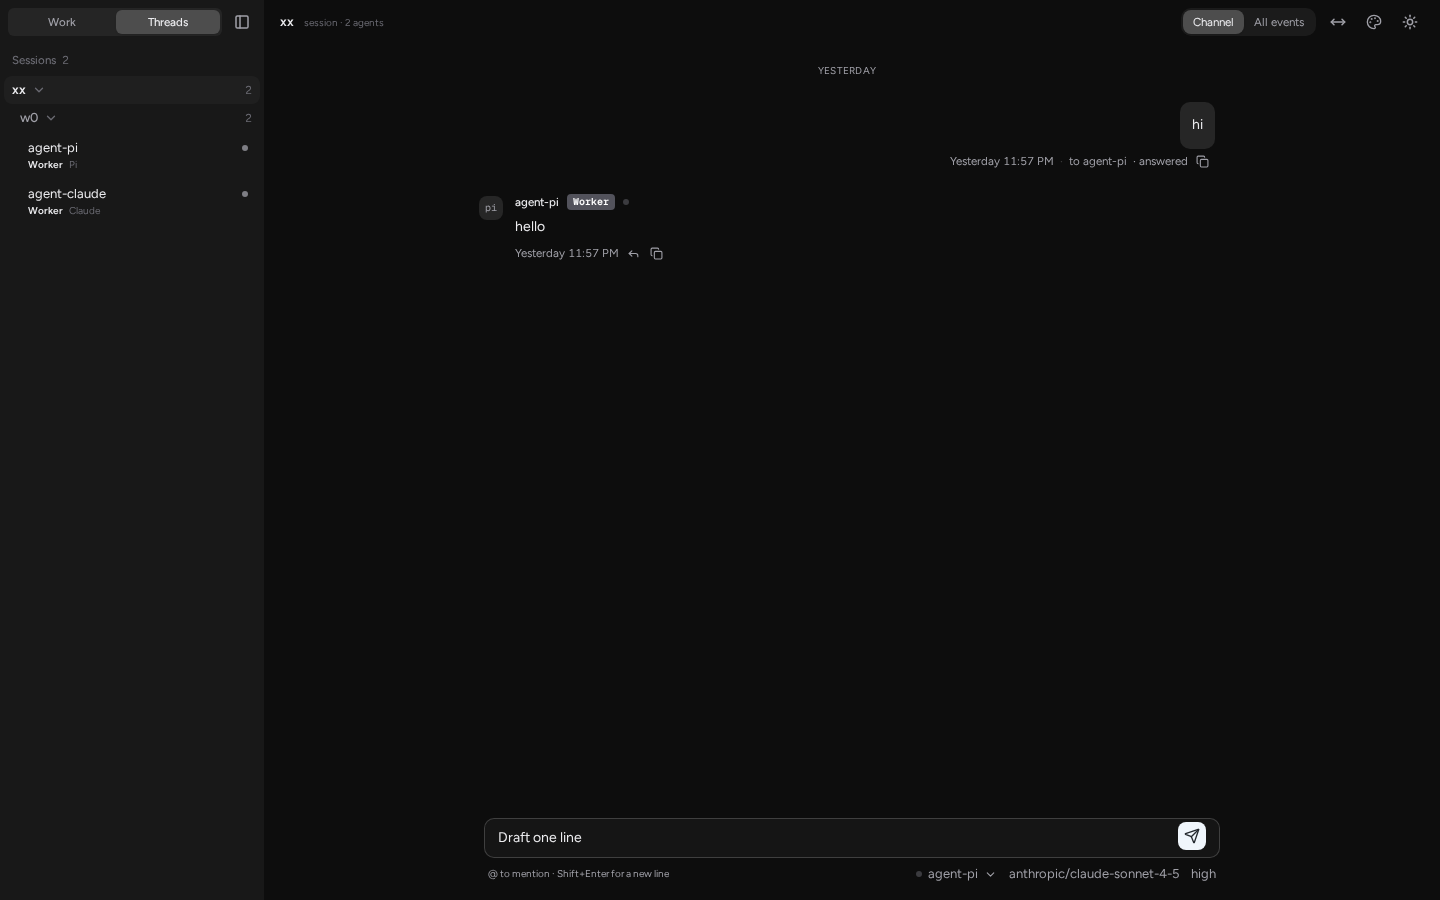 Work
Threads
Sessions 2
xx 2
w0 2
agent-pi
Worker Pi
agent-claude
Worker Claude
xx session · 2 agents
Channel
All events
YESTERDAY
hi
Yesterday 11:57 PM · to agent-pi · answered
pi
agent-pi Worker
hello
Yesterday 11:57 PM
Draft one line
@ to mention · Shift+Enter for a new line
agent-pi
anthropic/claude-sonnet-4-5
high